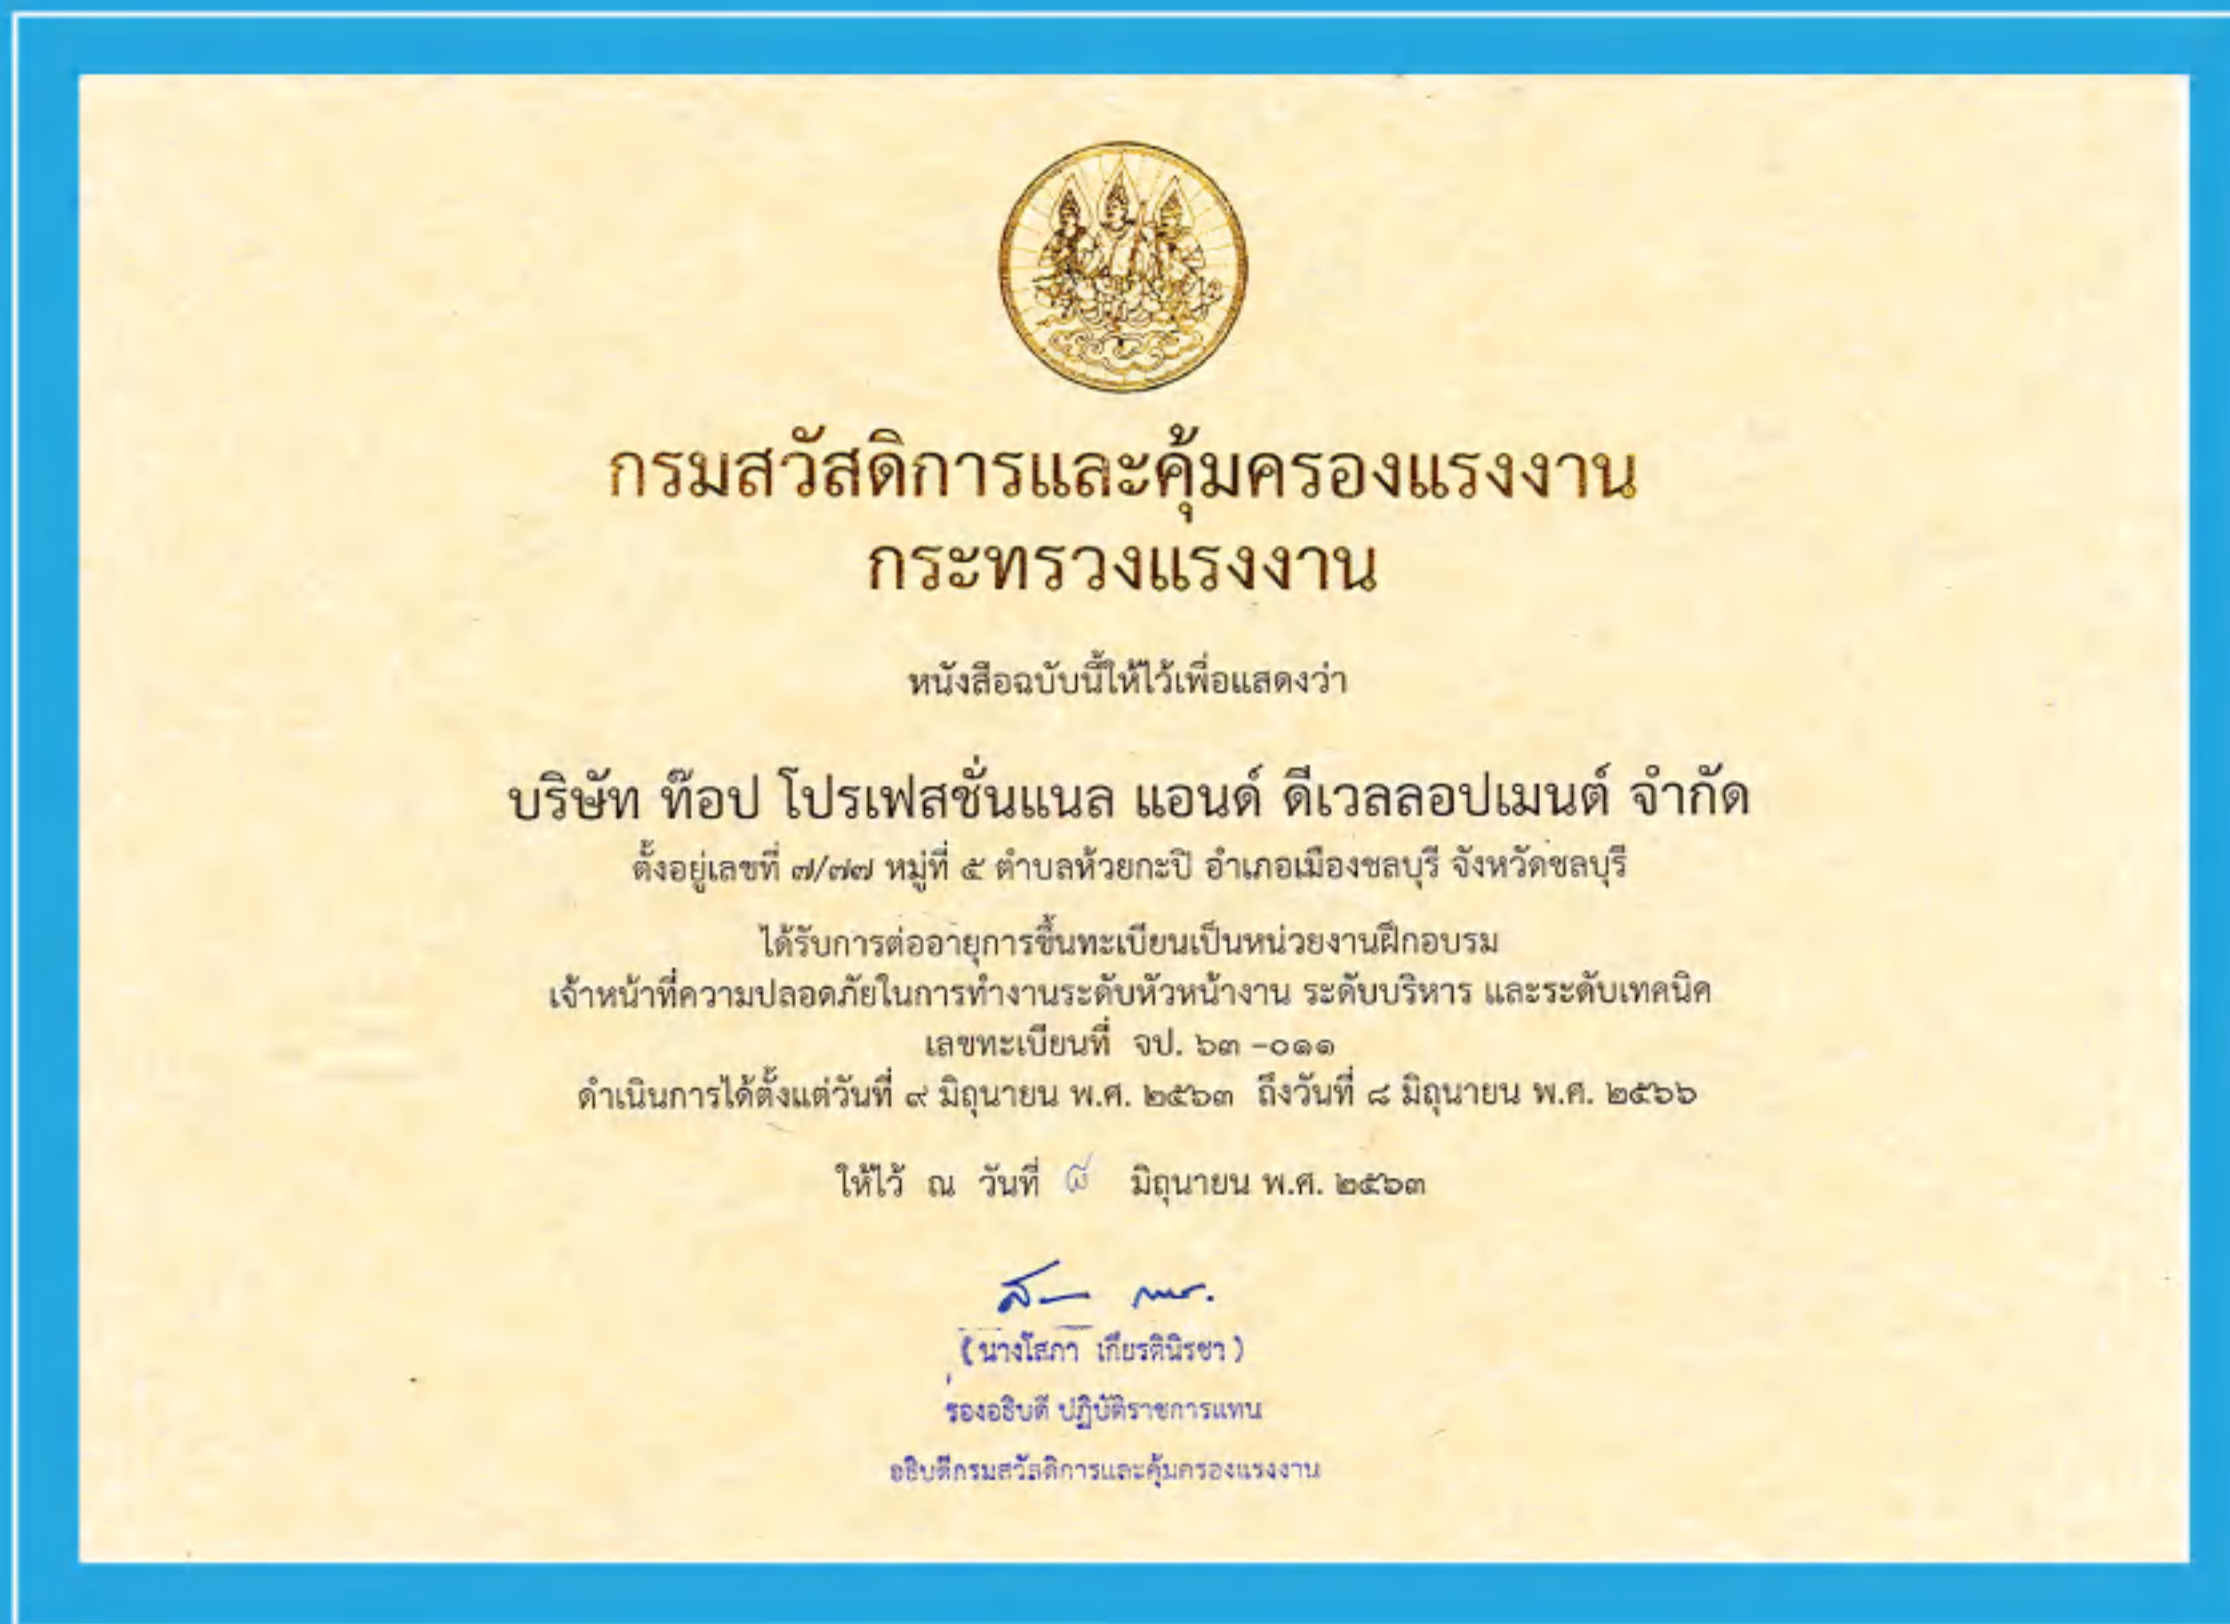 กรมสวัสดิการและคุ้มครองแรงงาน
กระทรวงแรงงาน
หนังสือฉบับนี้ให้ไว้เพื่อแสดงว่า
บริษัท ท๊อป โปรเฟสชั่นแนล แอนด์ ดีเวลลอปเมนต์ จำกัด
ตั้งอยู่เลขที่ ๗/๗๗ หมู่ที่ ๕ ตำบลห้วยกะปิ อำเภอเมืองชลบุรี จังหวัดชลบุรี
ได้รับการต่ออายุการขึ้นทะเบียนเป็นหน่วยงานฝึกอบรม
เจ้าหน้าที่ความปลอดภัยในการทำงานระดับหัวหน้างาน ระดับบริหาร และระดับเทคนิค
เลขทะเบียนที่ จป. ๖๓ -๐๑๑
ดำเนินการได้ตั้งแต่วันที่ ๙ มิถุนายน พ.ศ. ๒๕๖๓ ถึงวันที่ ๘ มิถุนายน พ.ศ. ๒๕๖๖
ให้ไว้ ณ วันที่ ๘ มิถุนายน พ.ศ. ๒๕๖๓
(นางโสภา เกียรตินิรชา)
รองอธิบดี ปฏิบัติราชการแทน
อธิบดีกรมสวัสดิการและคุ้มครองแรงงาน